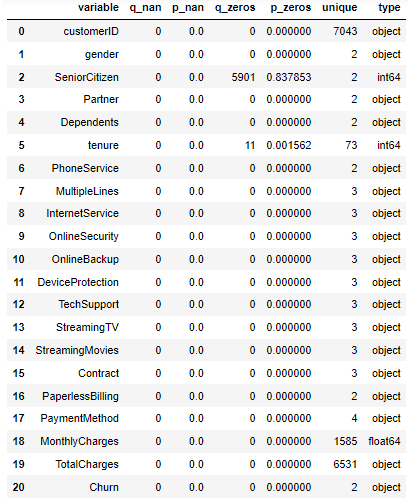 variable q_nan p_nan q_zeros p_zeros unique type
0 customerID 0 0.0 0 0.000000 7043 object
1 gender 0 0.0 0 0.000000 2 object
2 SeniorCitizen 0 0.0 5901 0.837853 2 int64
3 Partner 0 0.0 0 0.000000 2 object
4 Dependents 0 0.0 0 0.000000 2 object
5 tenure 0 0.0 11 0.001562 73 int64
6 PhoneService 0 0.0 0 0.000000 2 object
7 MultipleLines 0 0.0 0 0.000000 3 object
8 InternetService 0 0.0 0 0.000000 3 object
9 OnlineSecurity 0 0.0 0 0.000000 3 object
10 OnlineBackup 0 0.0 0 0.000000 3 object
11 DeviceProtection 0 0.0 0 0.000000 3 object
12 TechSupport 0 0.0 0 0.000000 3 object
13 StreamingTV 0 0.0 0 0.000000 3 object
14 StreamingMovies 0 0.0 0 0.000000 3 object
15 Contract 0 0.0 0 0.000000 3 object
16 PaperlessBilling 0 0.0 0 0.000000 2 object
17 PaymentMethod 0 0.0 0 0.000000 4 object
18 MonthlyCharges 0 0.0 0 0.000000 1585 float64
19 TotalCharges 0 0.0 0 0.000000 6531 object
20 Churn 0 0.0 0 0.000000 2 object